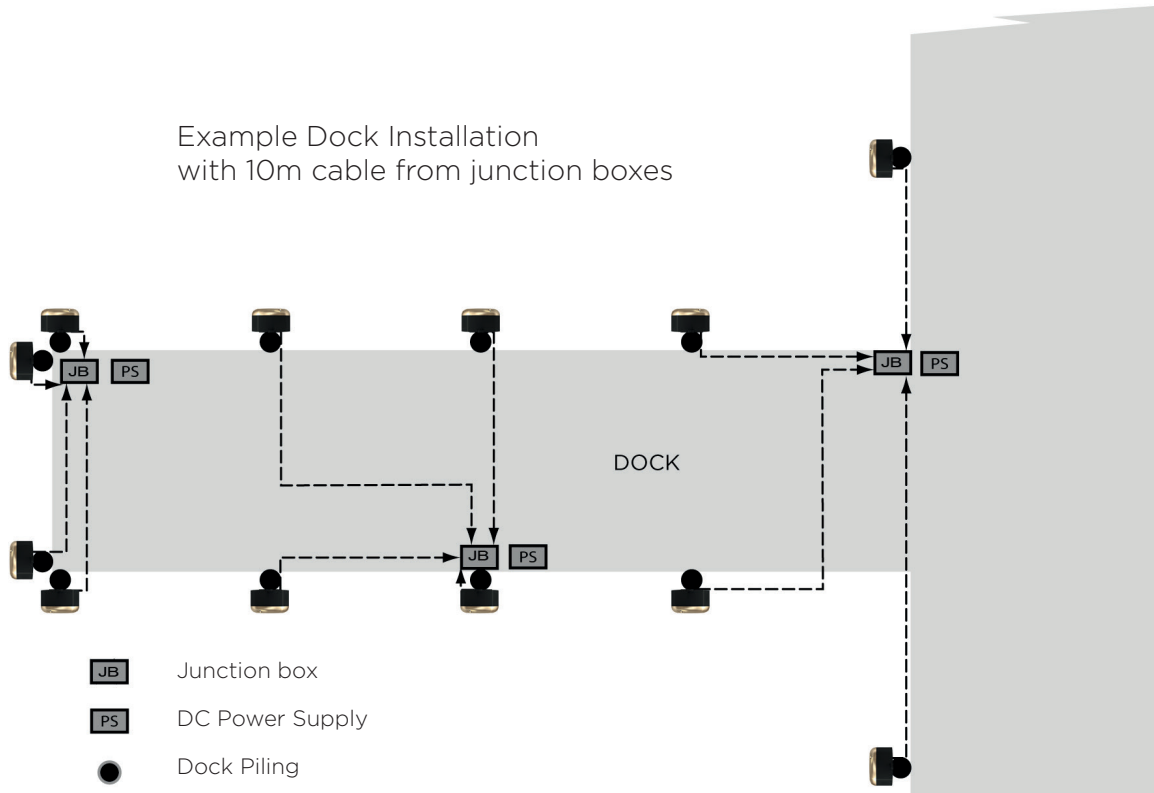 Example Dock Installation
with 10m cable from junction boxes
JB PS
JB PS
DOCK
JB PS
JB Junction box
PS DC Power Supply
Dock Piling